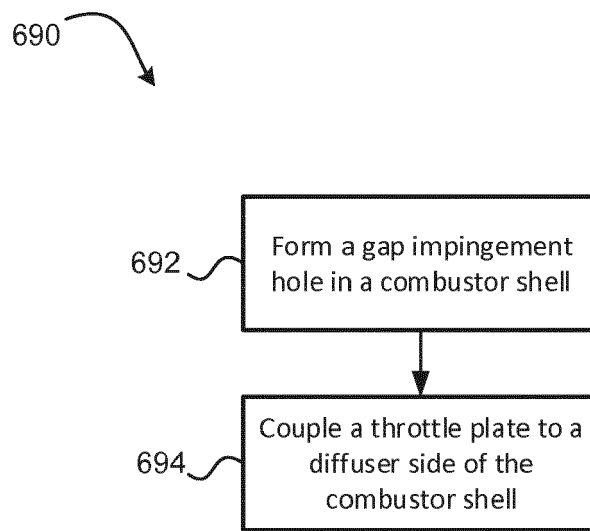 690
692
Form a gap impingement
hole in a combustor shell
694
Couple a throttle plate to a
diffuser side of the
combustor shell